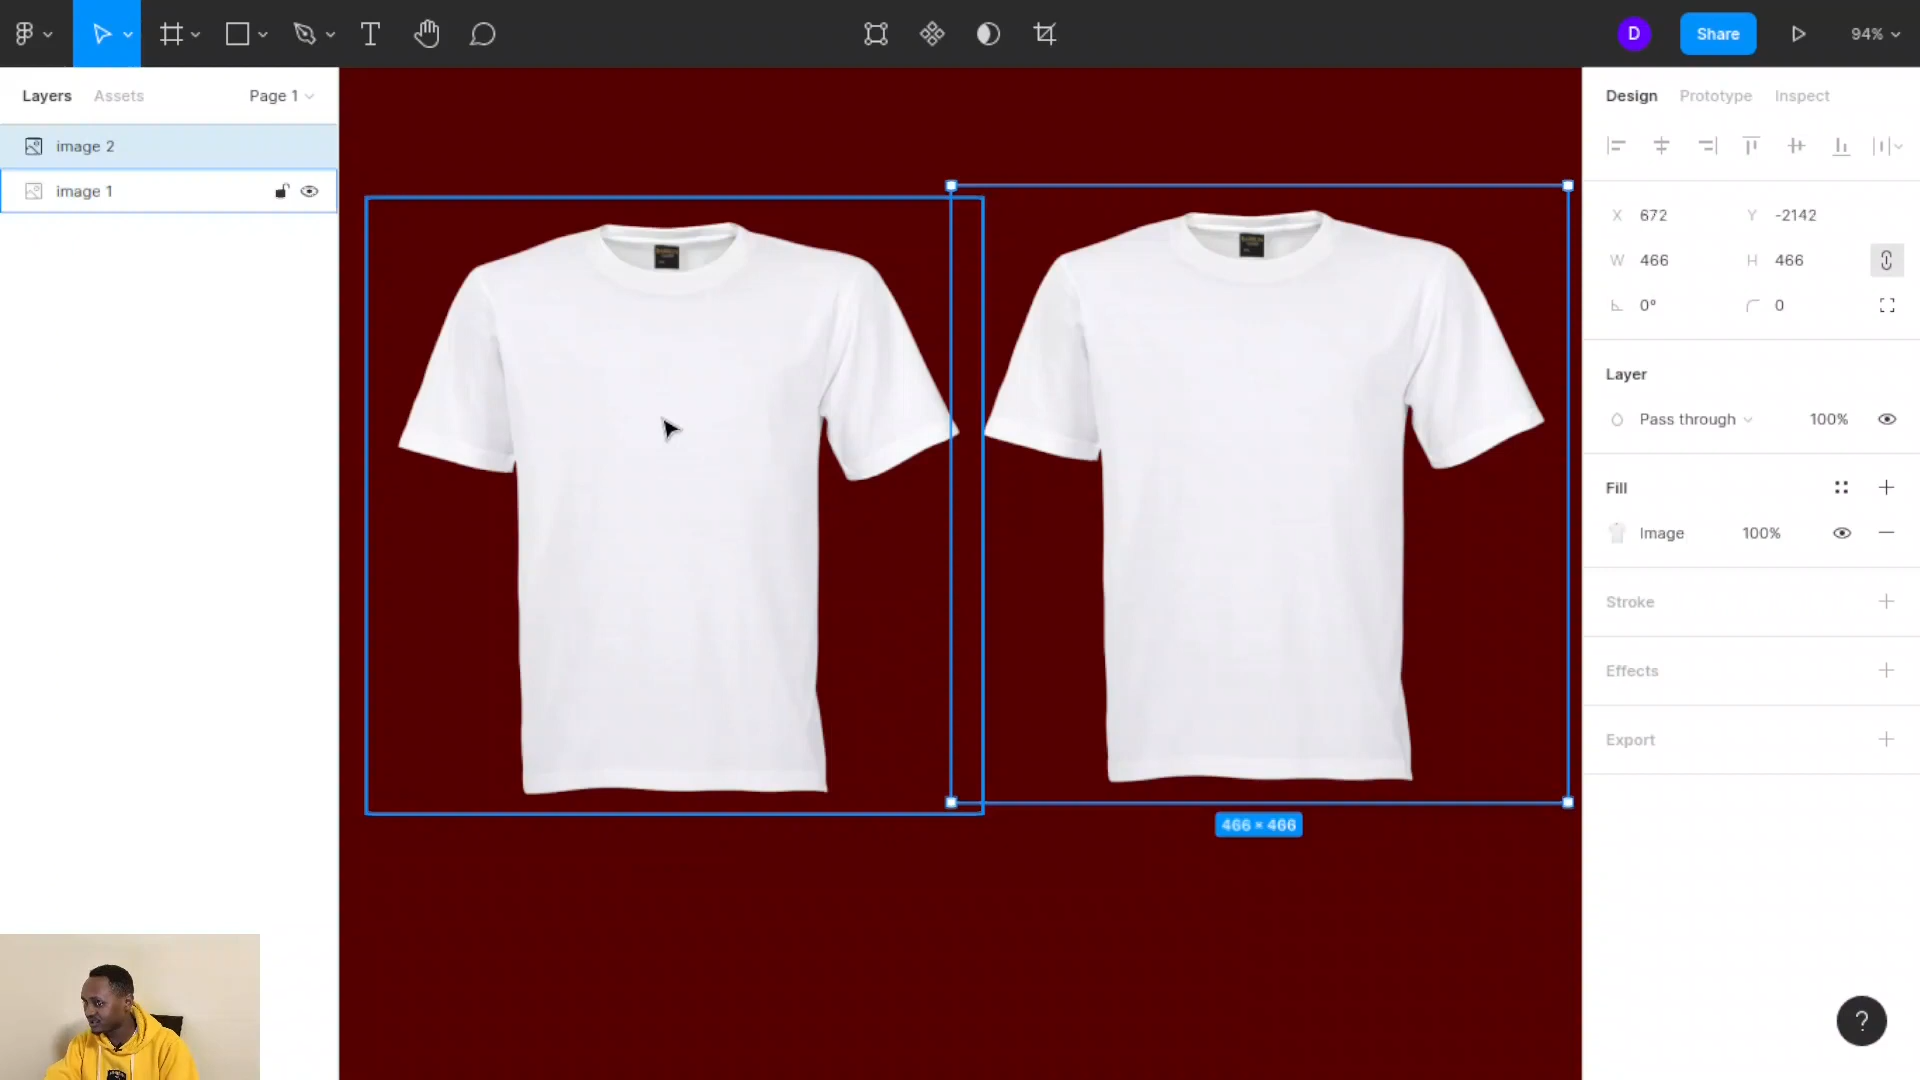 T
D
Share
94%
Layers
Assets
Page 1
Design
Prototype
Inspect
image 2
image 1
X 672
Y -2142
W 466
H 466
0°
0
Layer
Pass through
100%
Fill
Image
100%
Stroke
Effects
Export
466 × 466
?